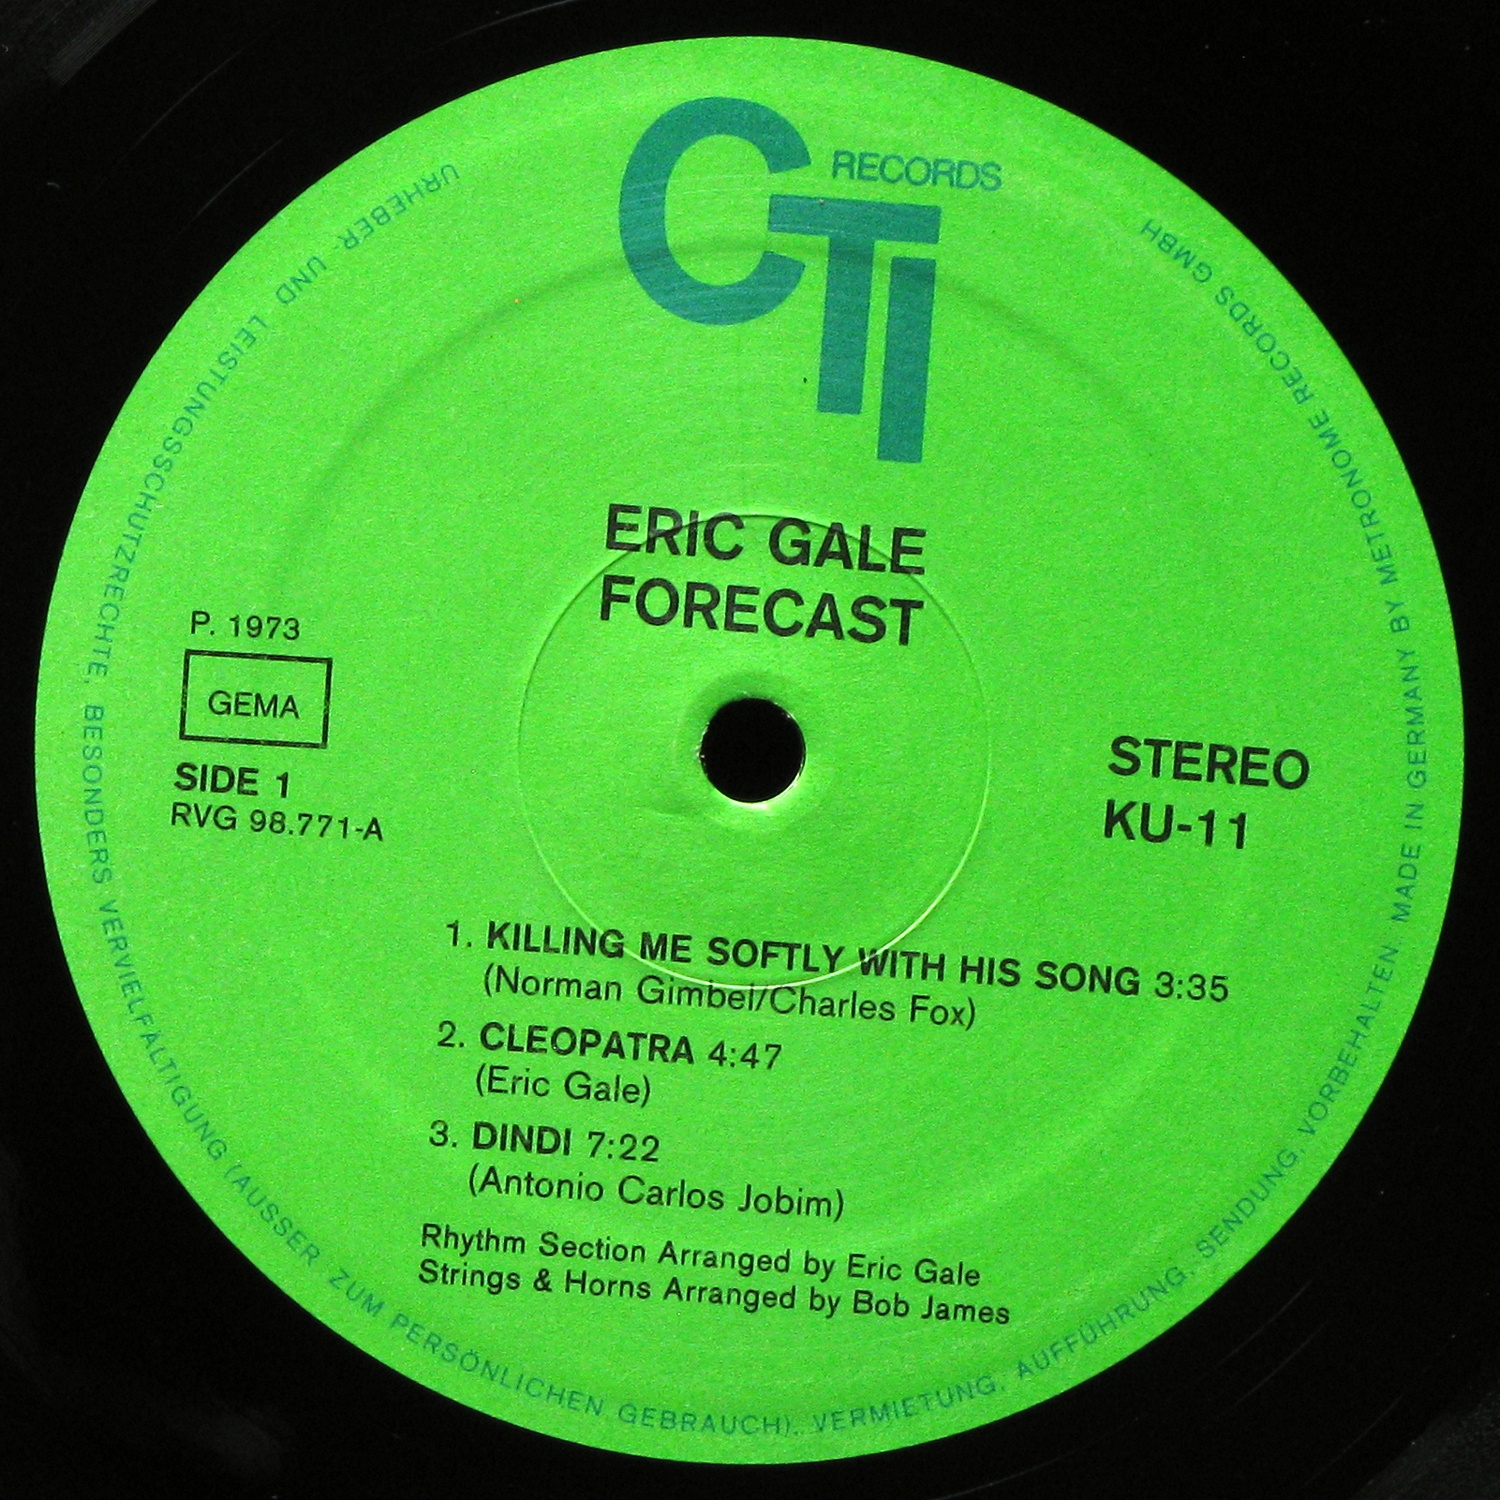 CTI RECORDS
ERIC GALE
FORECAST
P. 1973
GEMA
SIDE 1
RVG 98.771-A
STEREO
KU-11
1. KILLING ME SOFTLY WITH HIS SONG 3:35
(Norman Gimbel/Charles Fox)
2. CLEOPATRA 4:47
(Eric Gale)
3. DINDI 7:22
(Antonio Carlos Jobim)
Rhythm Section Arranged by Eric Gale
Strings & Horns Arranged by Bob James
URHEBER- UND LEISTUNGSSCHUTZRECHTE, BESONDERS VERVIELFÄLTIGUNG (AUSSER ZUM PERSÖNLICHEN GEBRAUCH), VERMIETUNG, AUFFÜHRUNG, SENDUNG, VORBEHALTEN. MADE IN GERMANY BY METRONOME RECORDS GMBH